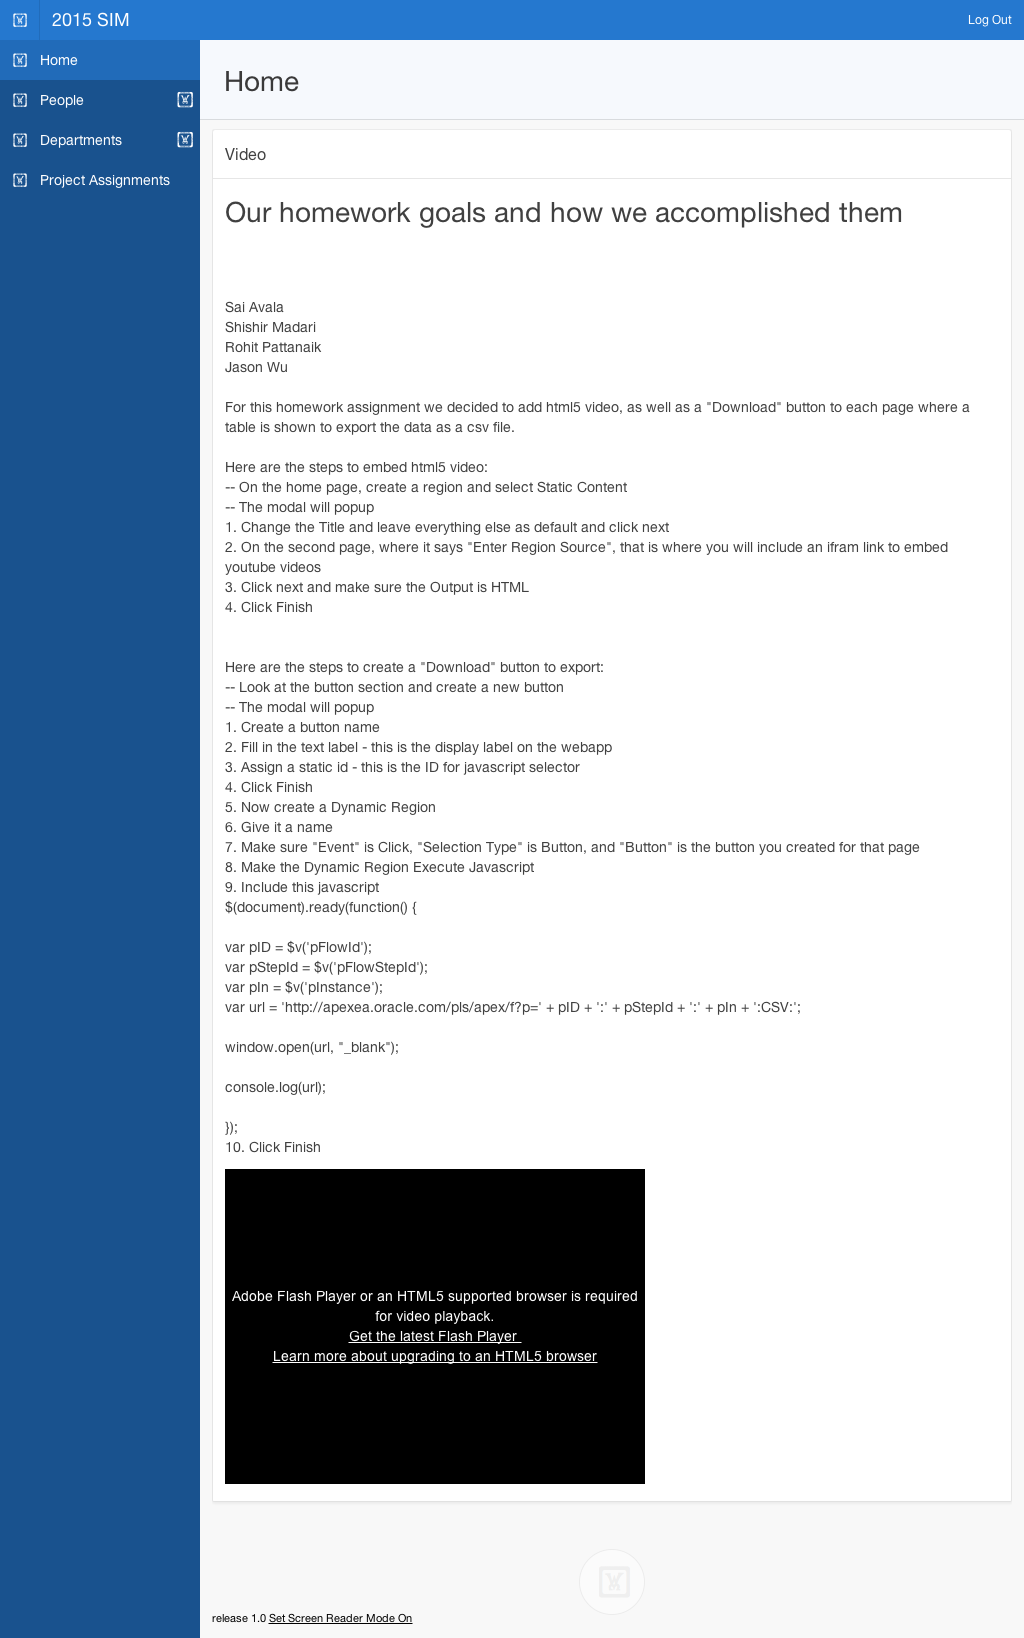 2015 SIM
Log Out
Home
People
Departments
Project Assignments
Home
Video
Our homework goals and how we accomplished them
Sai Avala
Shishir Madari
Rohit Pattanaik
Jason Wu
For this homework assignment we decided to add html5 video, as well as a "Download" button to each page where a
table is shown to export the data as a csv file.
Here are the steps to embed html5 video:
-- On the home page, create a region and select Static Content
-- The modal will popup
1. Change the Title and leave everything else as default and click next
2. On the second page, where it says "Enter Region Source", that is where you will include an ifram link to embed
youtube videos
3. Click next and make sure the Output is HTML
4. Click Finish
Here are the steps to create a "Download" button to export:
-- Look at the button section and create a new button
-- The modal will popup
1. Create a button name
2. Fill in the text label - this is the display label on the webapp
3. Assign a static id - this is the ID for javascript selector
4. Click Finish
5. Now create a Dynamic Region
6. Give it a name
7. Make sure "Event" is Click, "Selection Type" is Button, and "Button" is the button you created for that page
8. Make the Dynamic Region Execute Javascript
9. Include this javascript
$(document).ready(function() {
var pID = $v('pFlowId');
var pStepId = $v('pFlowStepId');
var pIn = $v('pInstance');
var url = 'http://apexea.oracle.com/pls/apex/f?p=' + pID + ':' + pStepId + ':' + pIn + ':CSV:';
window.open(url, "_blank");
console.log(url);
});
10. Click Finish
Adobe Flash Player or an HTML5 supported browser is required
for video playback.
Get the latest Flash Player
Learn more about upgrading to an HTML5 browser
release 1.0 Set Screen Reader Mode On